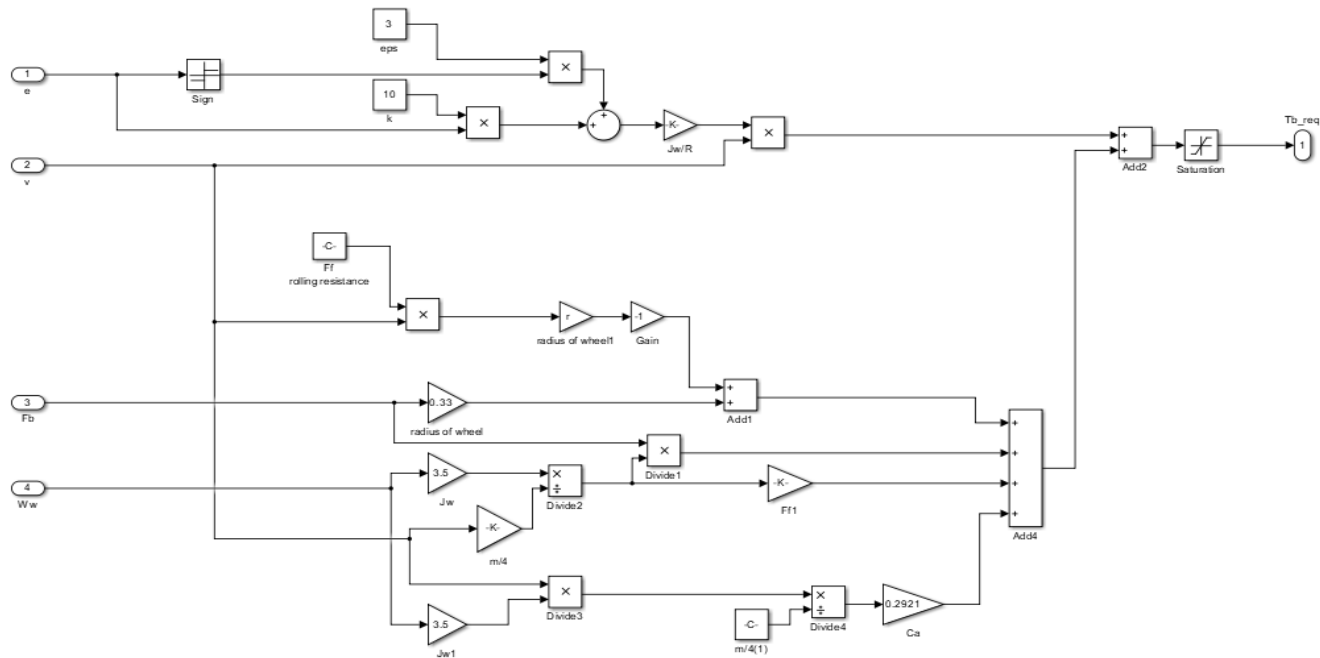 3
eps
1
e
Sign
×
10
k
×
+
+
-K-
Jw/R
×
2
v
+
+
Add2
Saturation
Tb_req
1
-C-
Ff
rolling resistance
×
r
radius of wheel1
-1
Gain
3
Fb
0.33
radius of wheel
+
+
Add1
×
Divide1
4
Ww
3.5
Jw
×
÷
Divide2
-K-
m/4
-K-
Ff1
+
+
+
+
Add4
×
Divide3
3.5
Jw1
-C-
m/4(1)
×
÷
Divide4
0.2921
Ca